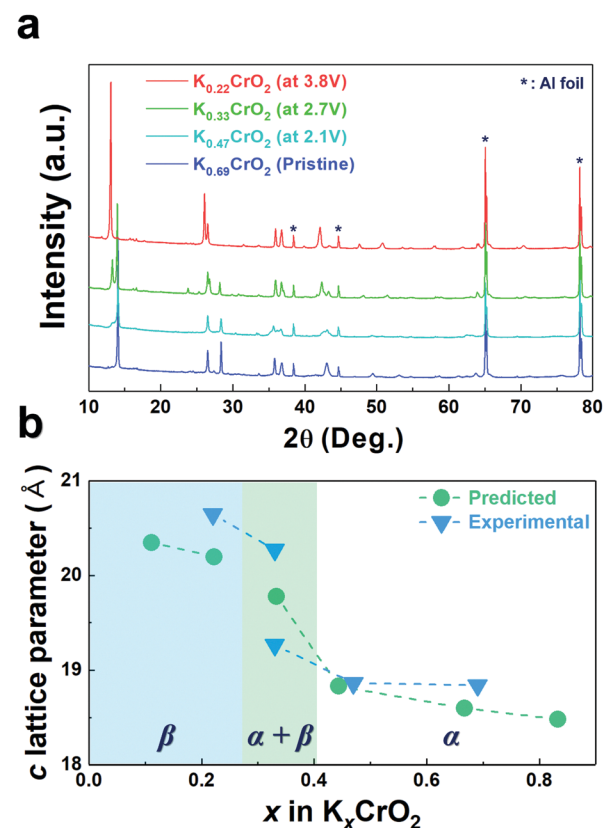 a
K₀.₂₂CrO₂ (at 3.8V)
K₀.₃₃CrO₂ (at 2.7V)
K₀.₄₇CrO₂ (at 2.1V)
K₀.₆₉CrO₂ (Pristine)
*: Al foil
* * * *
Intensity (a.u.)
10 20 30 40 50 60 70 80
2θ (Deg.)
b
21
20
19
18
Predicted
Experimental
c lattice parameter (Å)
β α + β α
0.0 0.2 0.4 0.6 0.8
x in KₓCrO₂